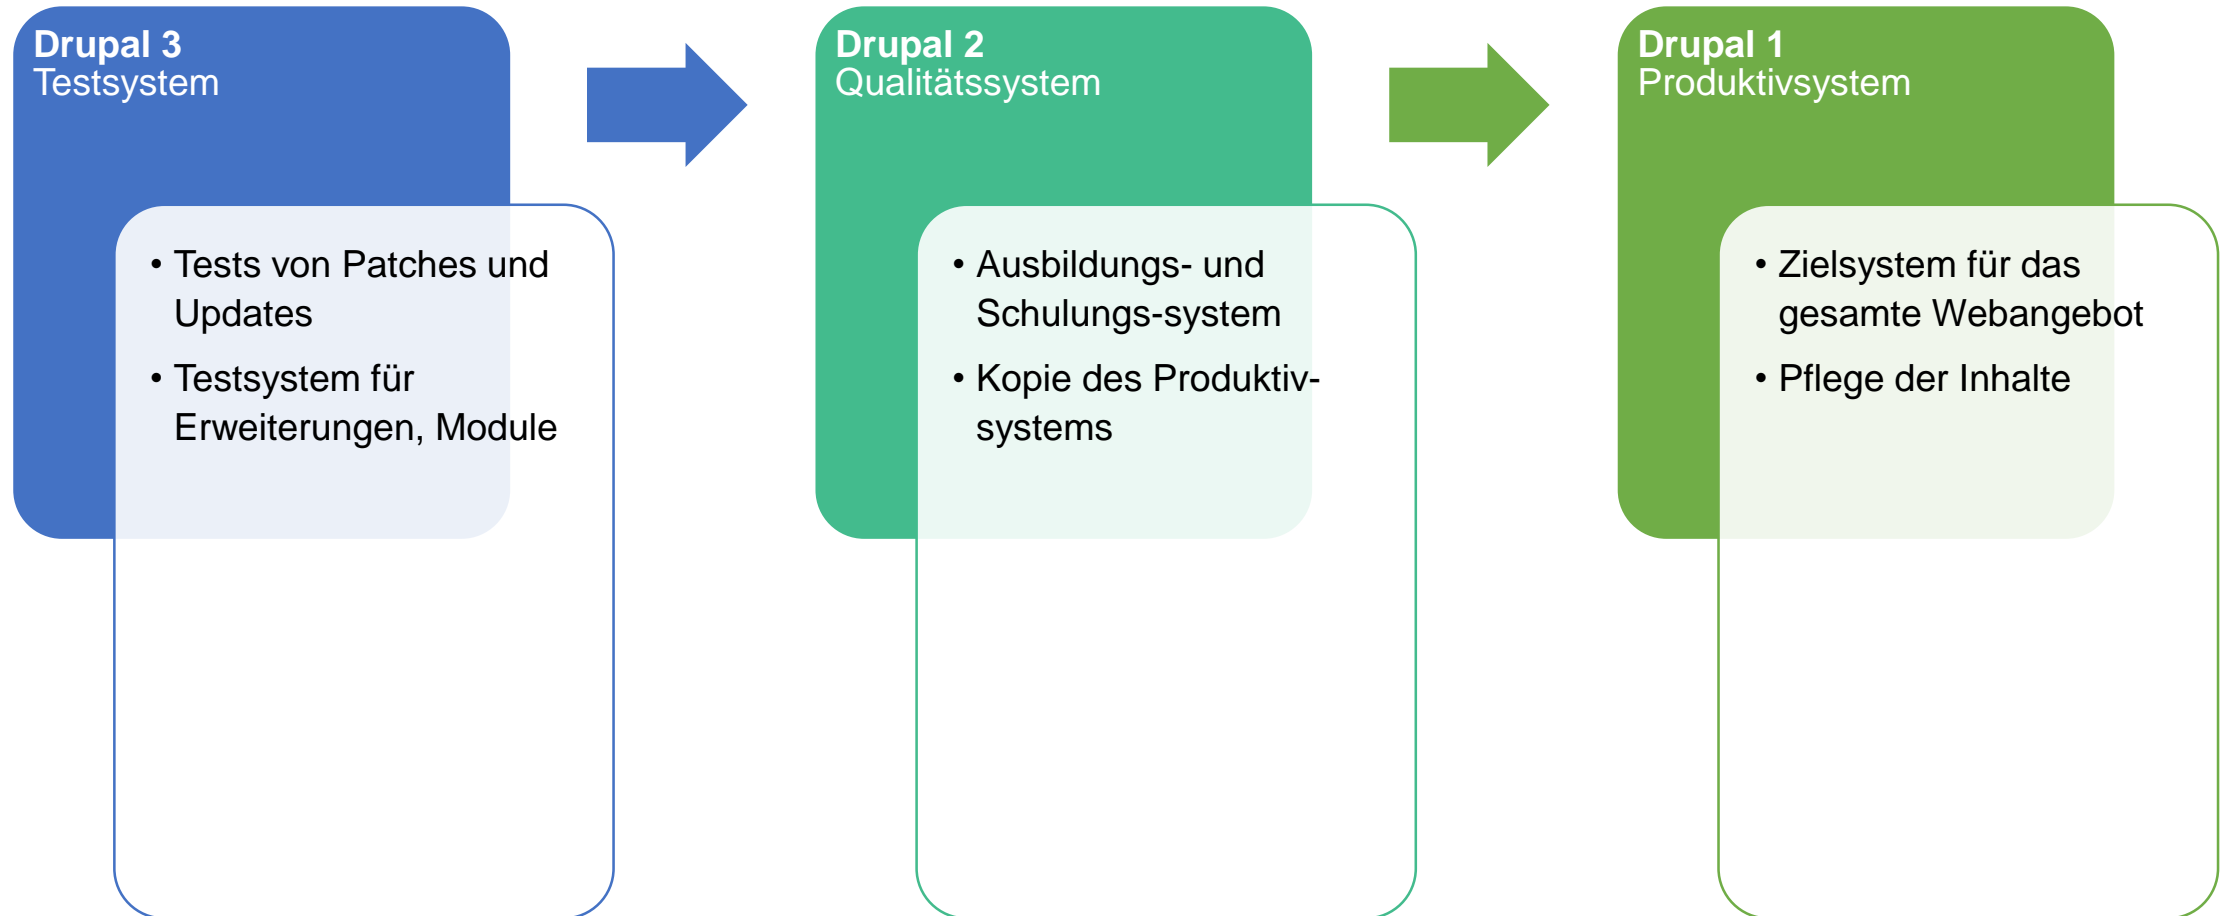 Drupal 3
Testsystem
• Tests von Patches und
Updates
• Testsystem für
Erweiterungen, Module
Drupal 2
Qualitätssystem
• Ausbildungs- und
Schulungs-system
• Kopie des Produktiv-
systems
Drupal 1
Produktivsystem
• Zielsystem für das
gesamte Webangebot
• Pflege der Inhalte